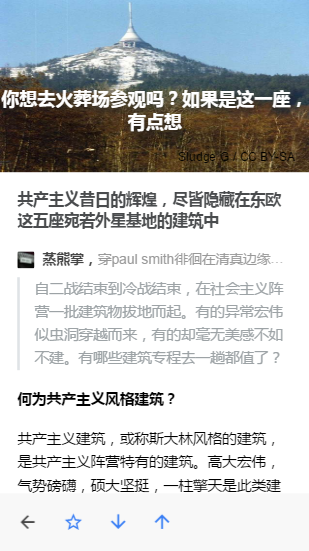 你想去火葬场参观吗？如果是这一座，
有点想
Sludge G / CC BY-SA
共产主义昔日的辉煌，尽皆隐藏在东欧
这五座宛若外星基地的建筑中
蒸熊掌，穿paul smith徘徊在清真边缘…
自二战结束到冷战结束，在社会主义阵
营一批建筑物拔地而起。有的异常宏伟
似虫洞穿越而来，有的却毫无美感不如
不建。有哪些建筑专程去一趟都值了？
何为共产主义风格建筑？
共产主义建筑，或称斯大林风格的建筑，
是共产主义阵营特有的建筑。高大宏伟，
气势磅礴，硕大坚挺，一柱擎天是此类建